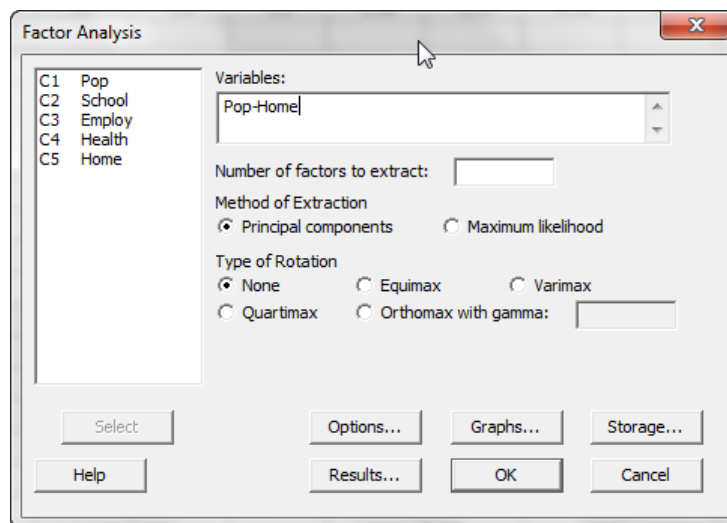 Factor Analysis
C1 Pop
C2 School
C3 Employ
C4 Health
C5 Home
Variables:
Pop-Home
Number of factors to extract:
Method of Extraction
Principal components Maximum likelihood
Type of Rotation
None Equimax Varimax
Quartimax Orthomax with gamma:
Select Options... Graphs... Storage...
Help Results... OK Cancel